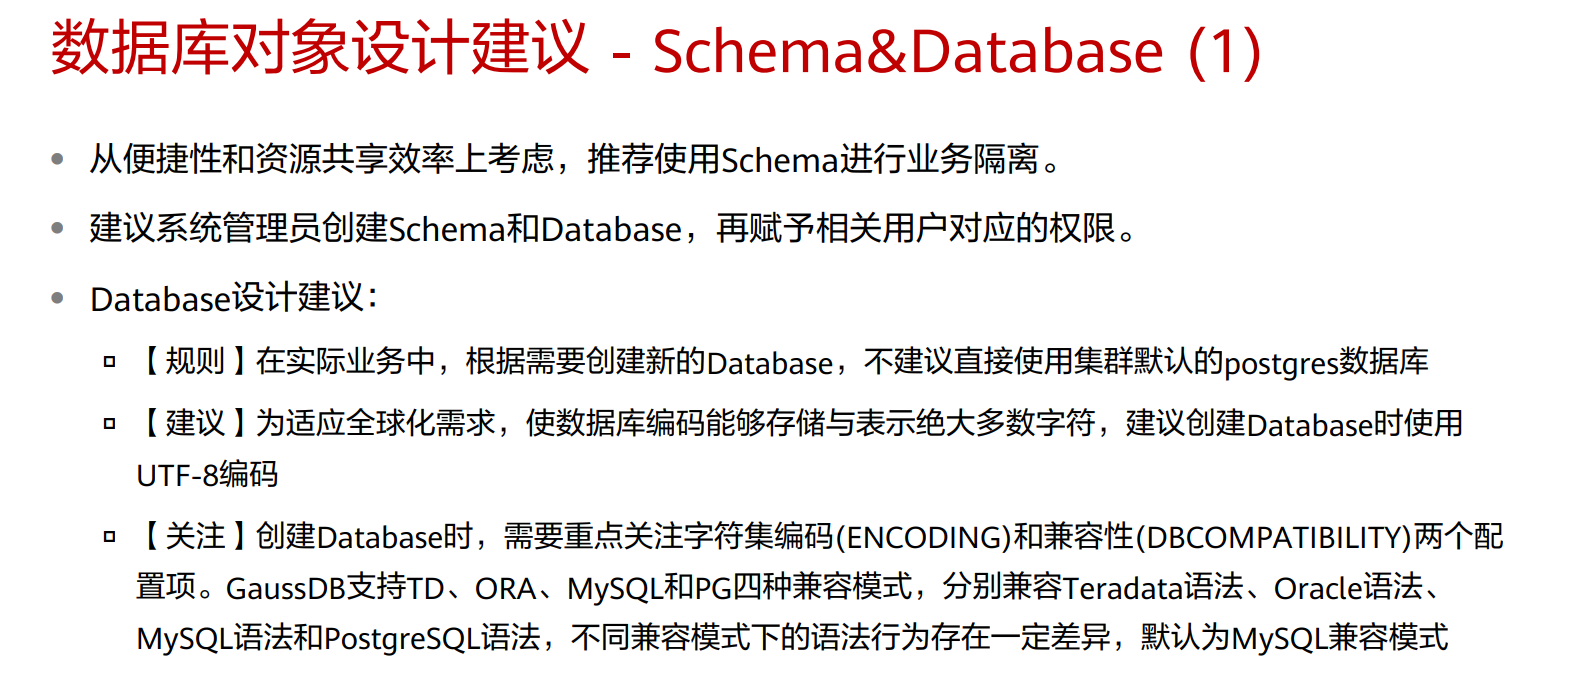 数据库对象设计建议 - Schema&Database (1)
从便捷性和资源共享效率上考虑，推荐使用Schema进行业务隔离。
建议系统管理员创建Schema和Database，再赋予相关用户对应的权限。
Database设计建议：
【规则】在实际业务中，根据需要创建新的Database，不建议直接使用集群默认的postgres数据库
【建议】为适应全球化需求，使数据库编码能够存储与表示绝大多数字符，建议创建Database时使用
UTF-8编码
【关注】创建Database时，需要重点关注字符集编码(ENCODING)和兼容性(DBCOMPATIBILITY)两个配
置项。GaussDB支持TD、ORA、MySQL和PG四种兼容模式，分别兼容Teradata语法、Oracle语法、
MySQL语法和PostgreSQL语法，不同兼容模式下的语法行为存在一定差异，默认为MySQL兼容模式